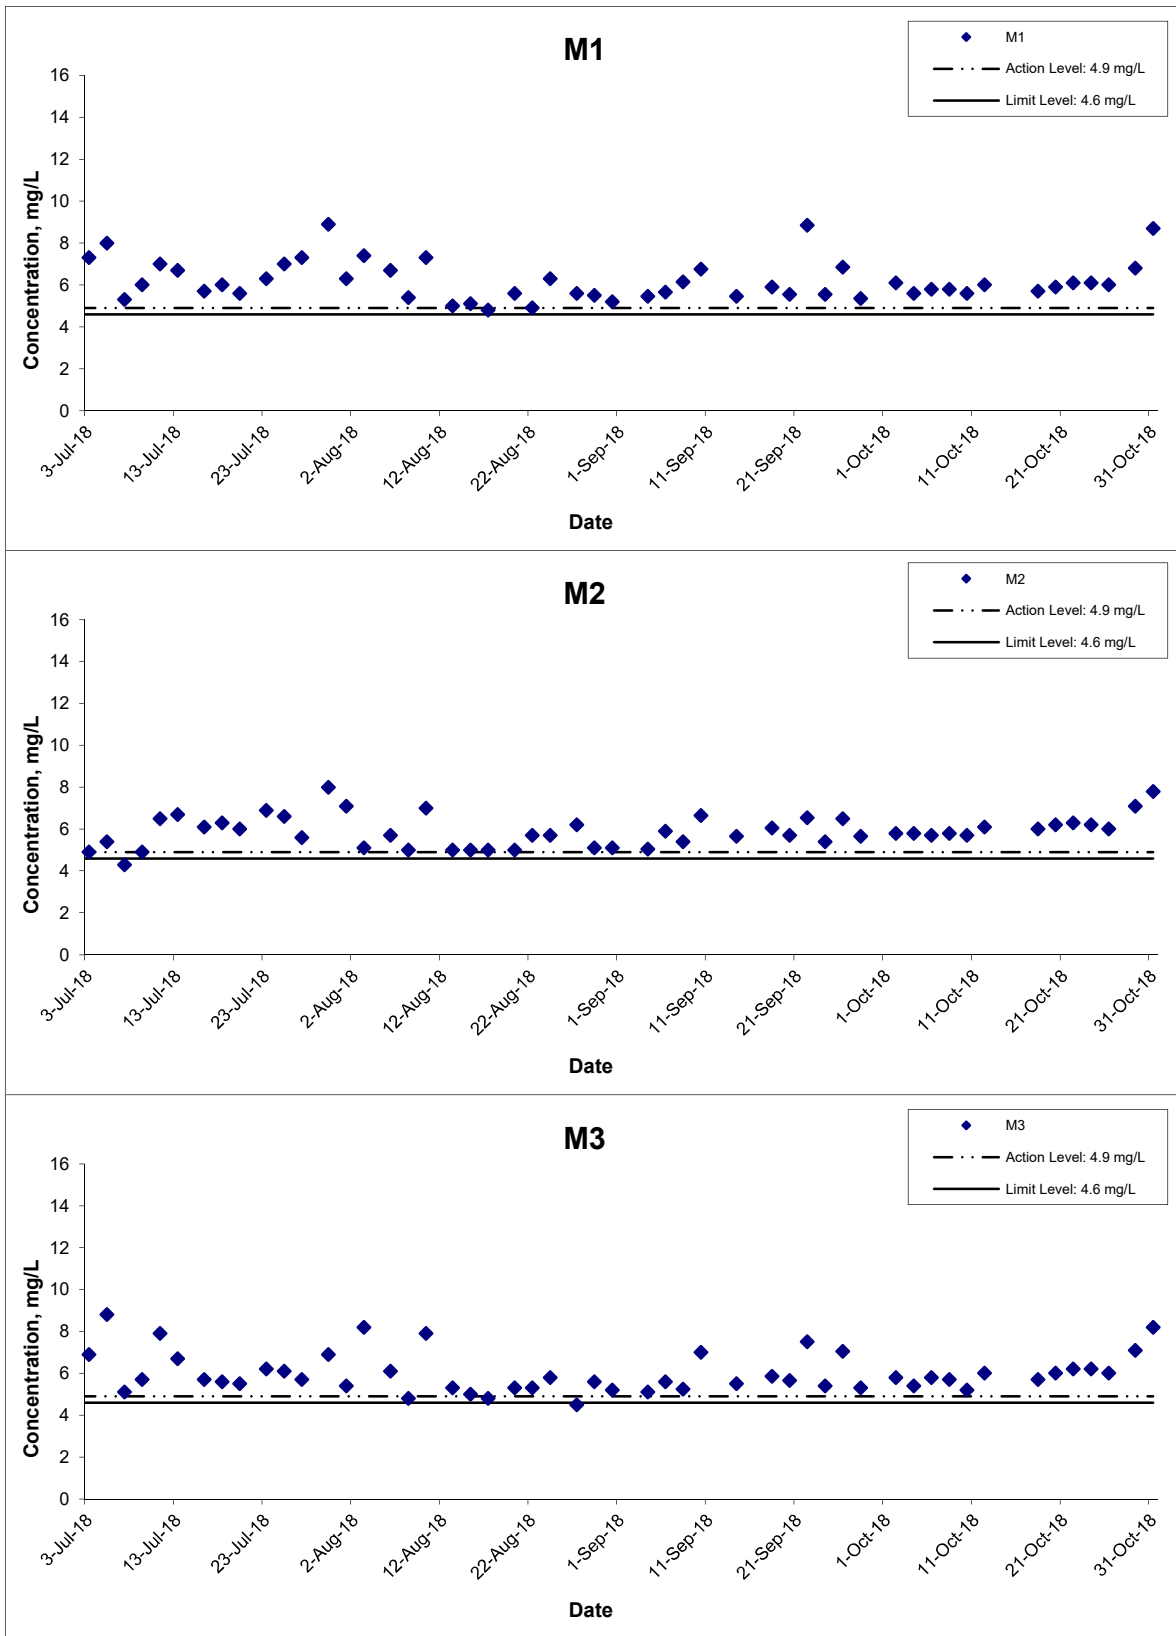 M1
M1
Action Level: 4.9 mg/L
Limit Level: 4.6 mg/L
Concentration, mg/L
16
14
12
10
8
6
4
2
0
3-Jul-18
13-Jul-18
23-Jul-18
2-Aug-18
12-Aug-18
22-Aug-18
1-Sep-18
11-Sep-18
21-Sep-18
1-Oct-18
11-Oct-18
21-Oct-18
31-Oct-18
Date
M2
M2
Action Level: 4.9 mg/L
Limit Level: 4.6 mg/L
Concentration, mg/L
16
14
12
10
8
6
4
2
0
3-Jul-18
13-Jul-18
23-Jul-18
2-Aug-18
12-Aug-18
22-Aug-18
1-Sep-18
11-Sep-18
21-Sep-18
1-Oct-18
11-Oct-18
21-Oct-18
31-Oct-18
Date
M3
M3
Action Level: 4.9 mg/L
Limit Level: 4.6 mg/L
Concentration, mg/L
16
14
12
10
8
6
4
2
0
3-Jul-18
13-Jul-18
23-Jul-18
2-Aug-18
12-Aug-18
22-Aug-18
1-Sep-18
11-Sep-18
21-Sep-18
1-Oct-18
11-Oct-18
21-Oct-18
31-Oct-18
Date